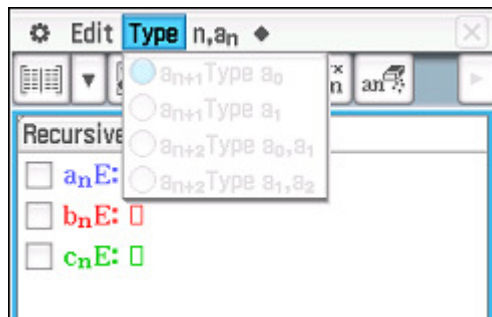 Edit Type n,aₙ ◆
aₙ₊₁Type a₀
aₙ₊₁Type a₁
aₙ₊₂Type a₀,a₁
aₙ₊₂Type a₁,a₂
an
Recursive
aₙE: □
bₙE: □
cₙE: □